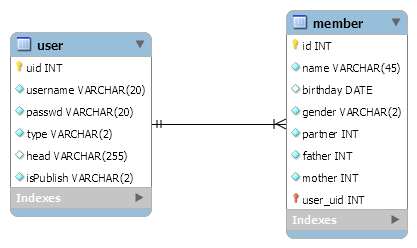 user
uid INT
username VARCHAR(20)
passwd VARCHAR(20)
type VARCHAR(2)
head VARCHAR(255)
isPublish VARCHAR(2)
Indexes
member
id INT
name VARCHAR(45)
birthday DATE
gender VARCHAR(2)
partner INT
father INT
mother INT
user_uid INT
Indexes